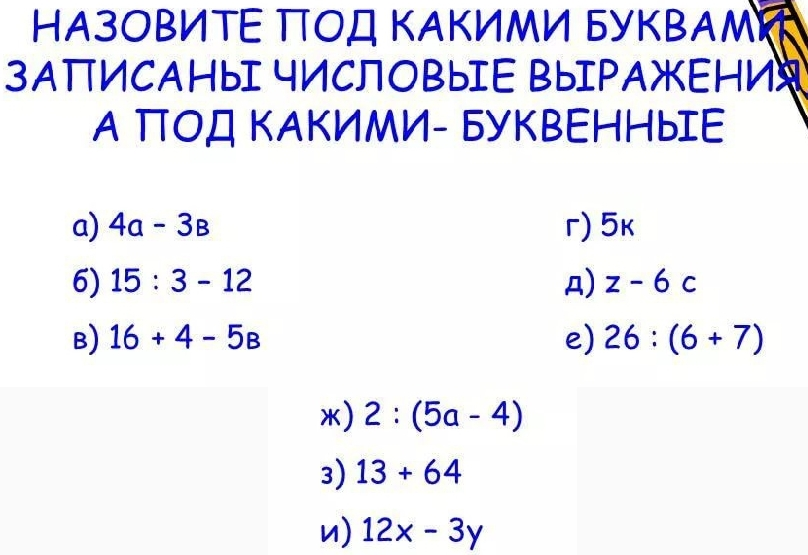 НАЗОВИТЕ ПОД КАКИМИ БУКВАМИ
ЗАПИСАНЫ ЧИСЛОВЫЕ ВЫРАЖЕНИЯ
А ПОД КАКИМИ- БУКВЕННЫЕ
а) 4а – 3в
б) 15 : 3 – 12
в) 16 + 4 – 5в
г) 5к
д) z – 6 с
е) 26 : (6 + 7)
ж) 2 : (5а – 4)
з) 13 + 64
и) 12х – 3у